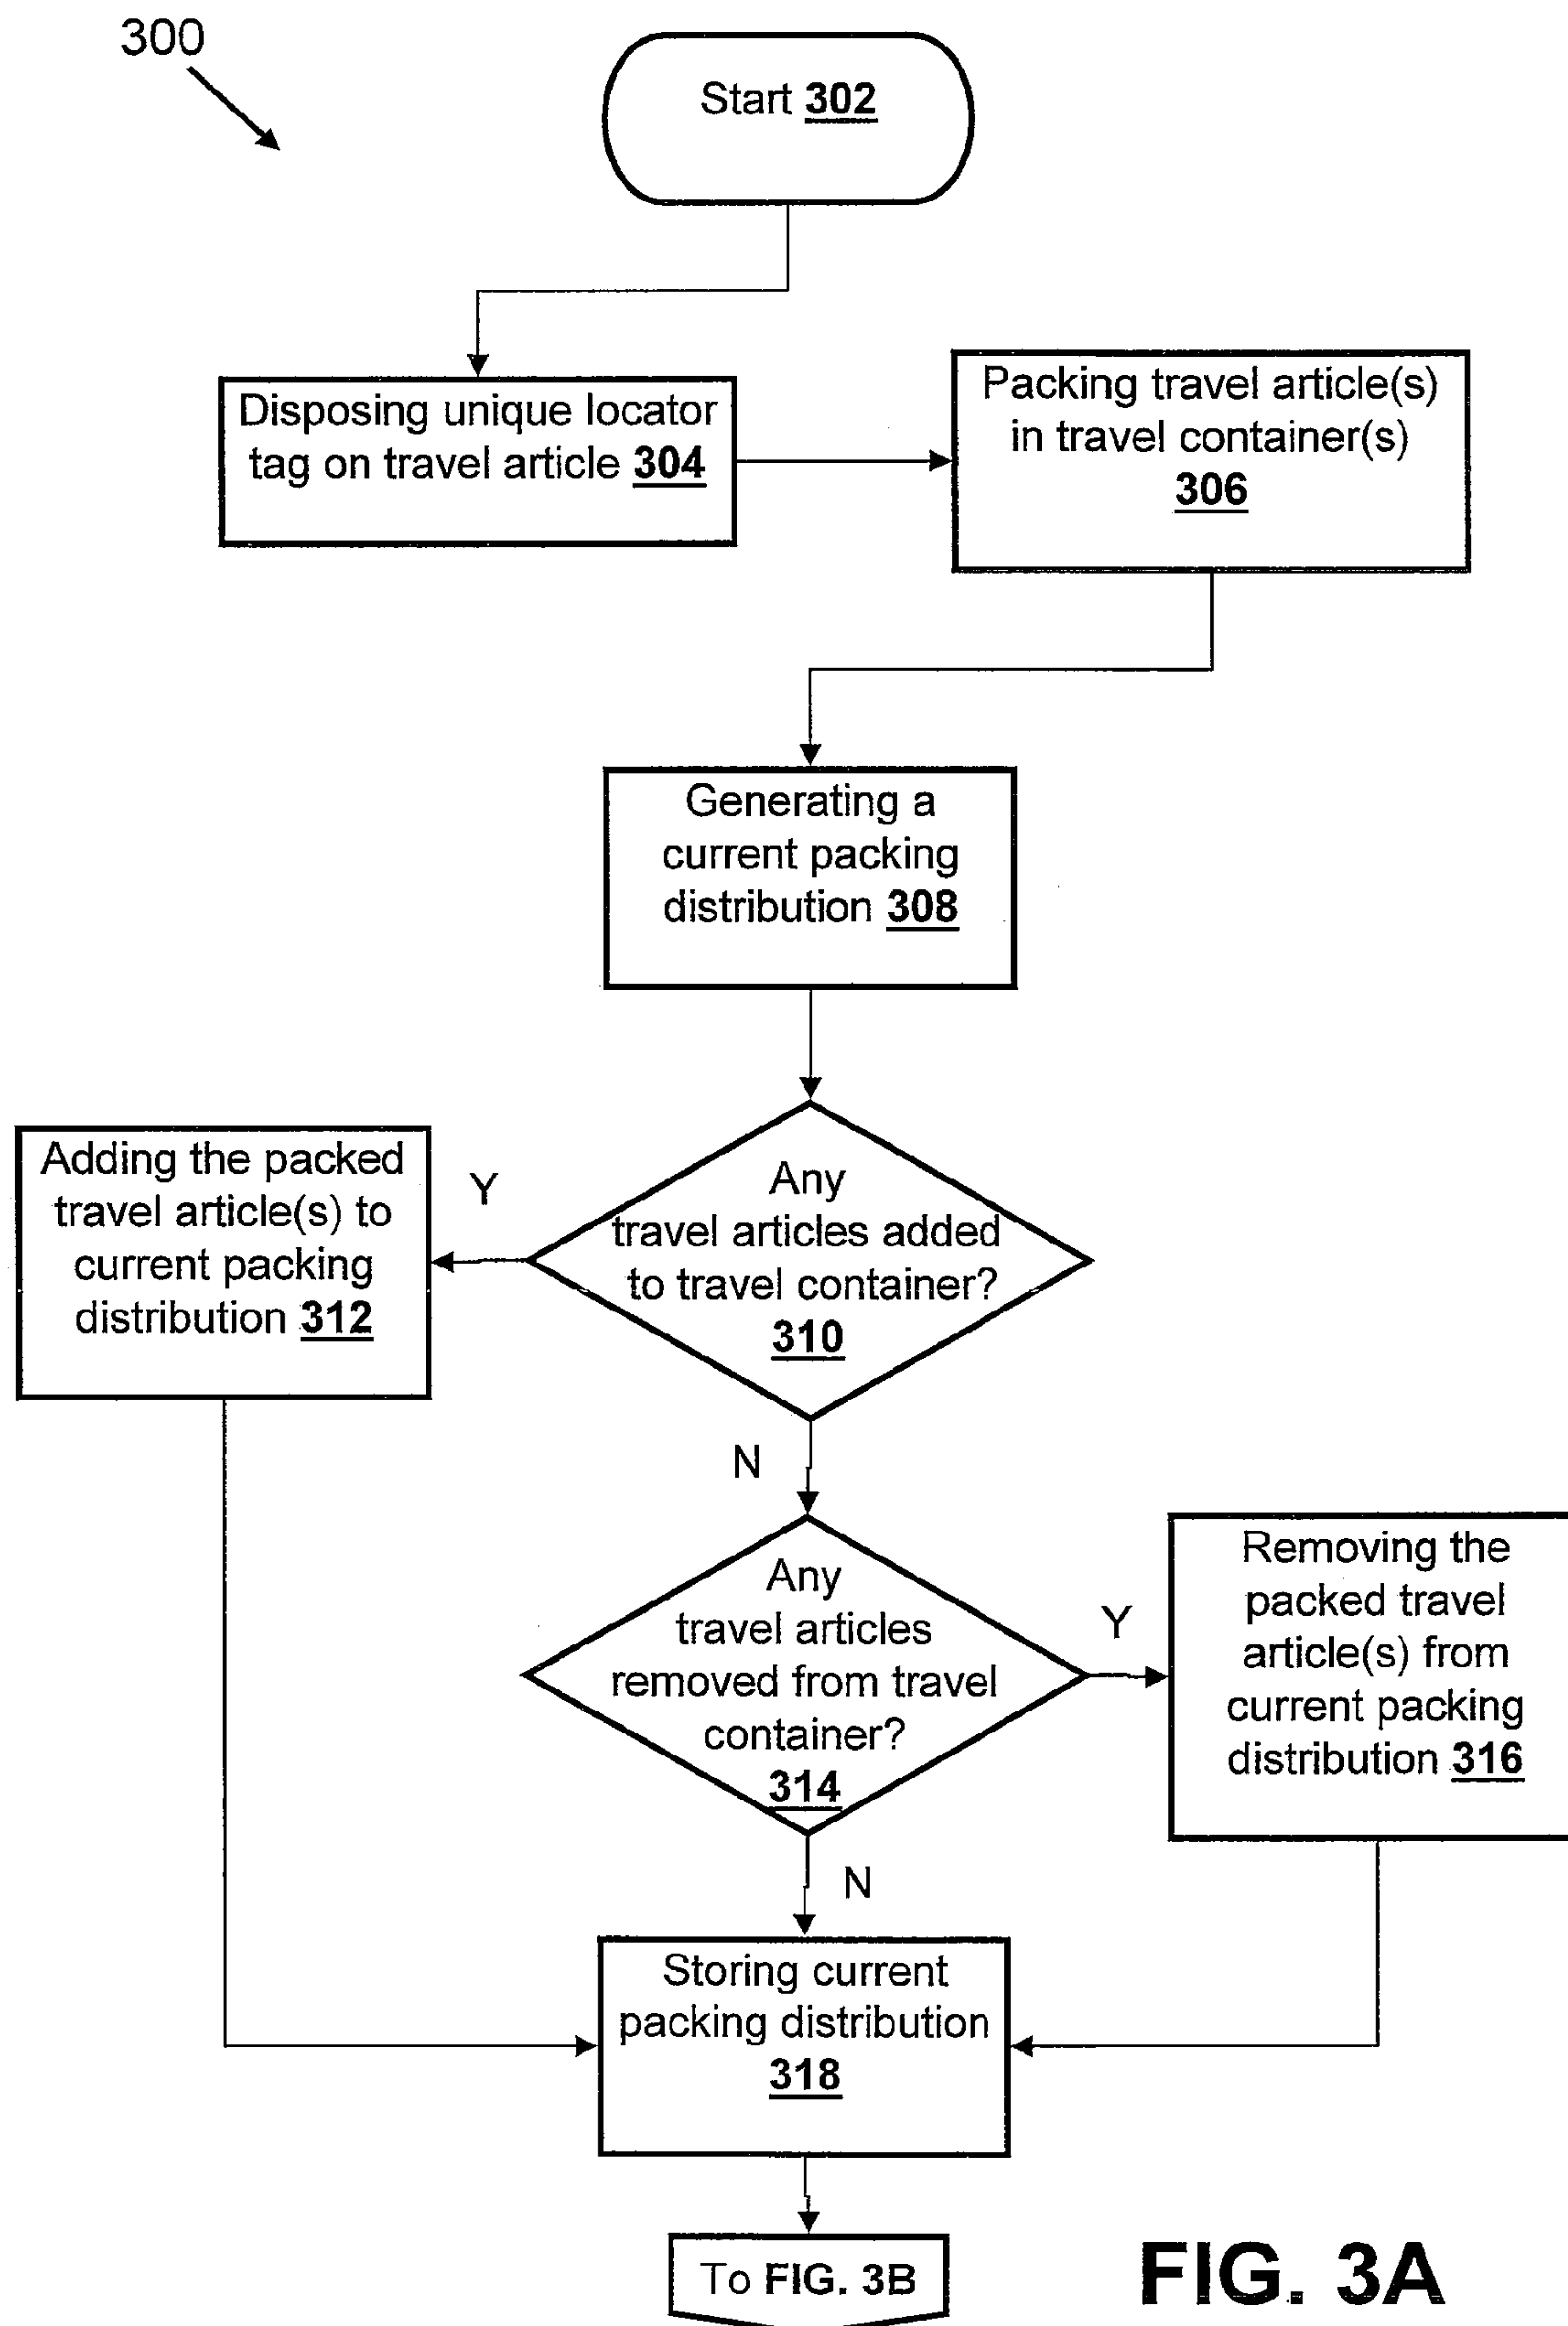 300
Start 302
Disposing unique locator
tag on travel article 304
Packing travel article(s)
in travel container(s)
306
Generating a
current packing
distribution 308
Adding the packed
travel article(s) to
current packing
distribution 312
Y
Any
travel articles added
to travel container?
310
N
Any
travel articles
removed from travel
container?
314
Y
Removing the
packed travel
article(s) from
current packing
distribution 316
N
Storing current
packing distribution
318
To FIG. 3B
FIG. 3A